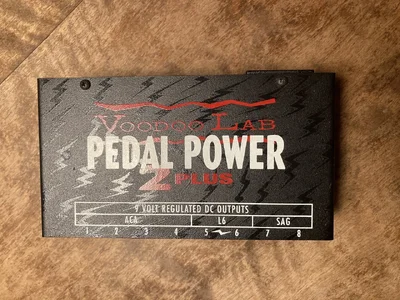 VOODOO LAB
PEDAL POWER
2 PLUS
9 VOLT REGULATED DC OUTPUTS
ACA L6 SAG
1 2 3 4 5 6 7 8